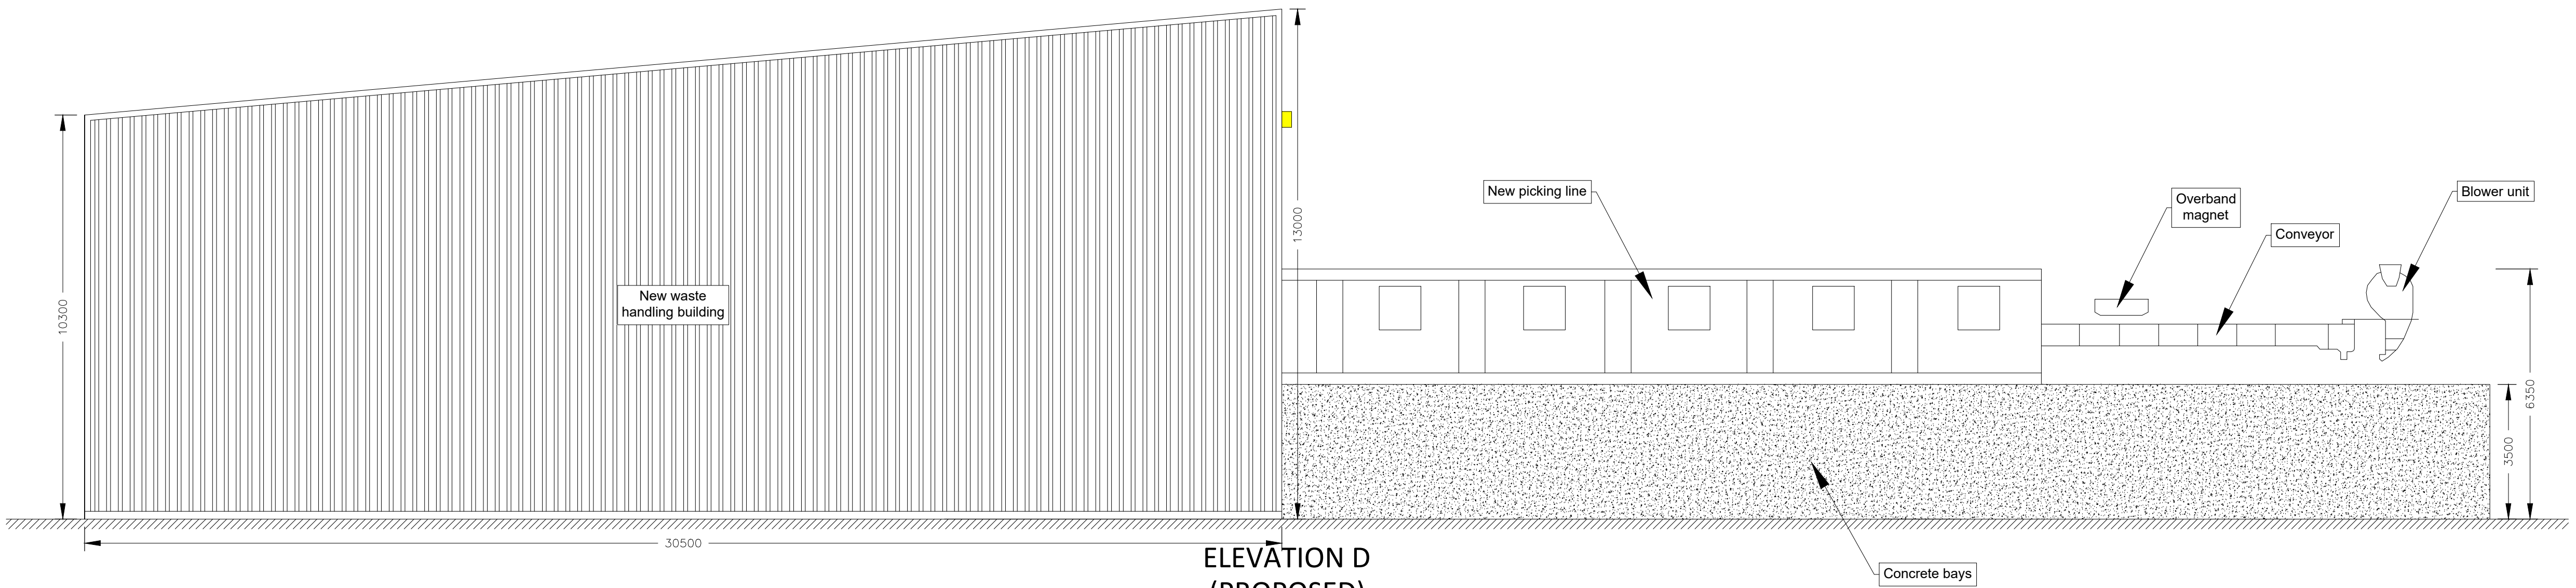 13000
New picking line
Overband
magnet
Blower unit
Conveyor
10300
New waste
handling building
6350
3500
30500
ELEVATION D
(PROPOSED)
Concrete bays